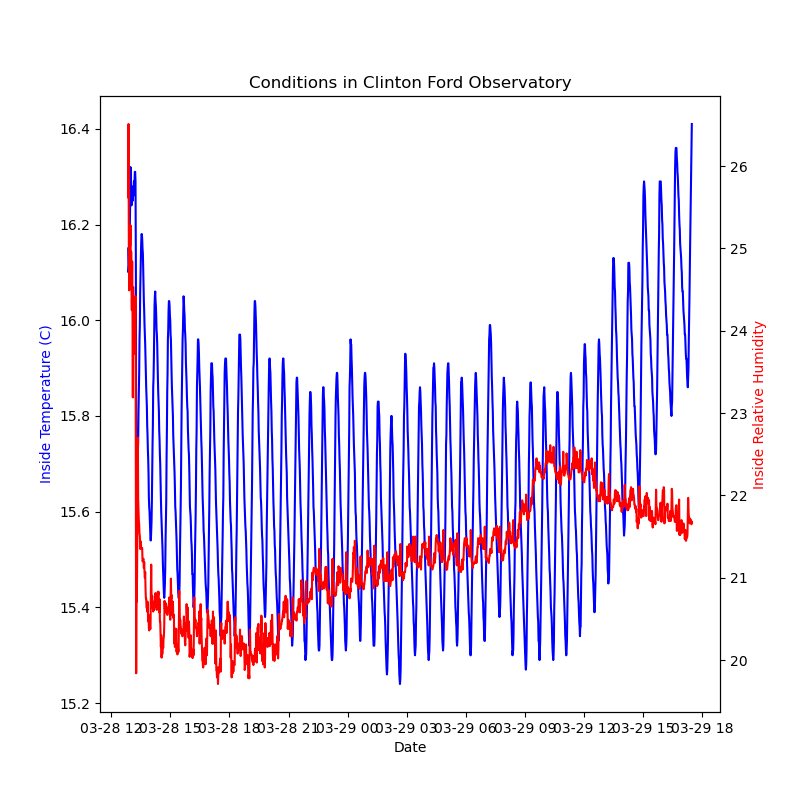 Conditions in Clinton Ford Observatory
Inside Temperature (C)
16.4
16.2
16.0
15.8
15.6
15.4
15.2
26
25
24
23
22
21
20
Inside Relative Humidity
03-28 12 03-28 15 03-28 18 03-28 21 03-29 00 03-29 03 03-29 06 03-29 09 03-29 12 03-29 15 03-29 18
Date